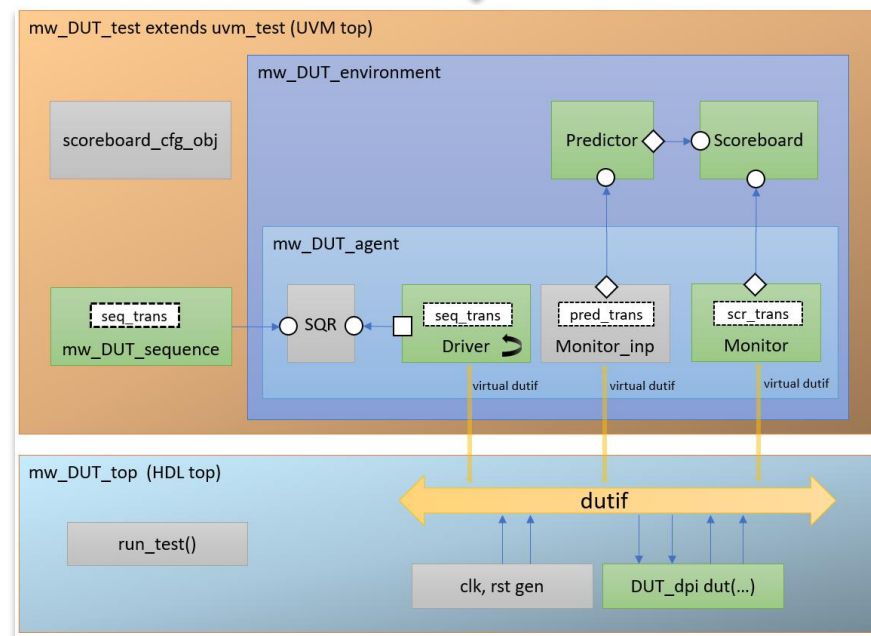 mw_DUT_test extends uvm_test (UVM top)
mw_DUT_environment
scoreboard_cfg_obj
Predictor
Scoreboard
mw_DUT_agent
seq_trans
mw_DUT_sequence
SQR
seq_trans
Driver
pred_trans
Monitor_inp
scr_trans
Monitor
virtual dutif
virtual dutif
virtual dutif
mw_DUT_top (HDL top)
dutif
run_test()
clk, rst gen
DUT_dpi dut(...)